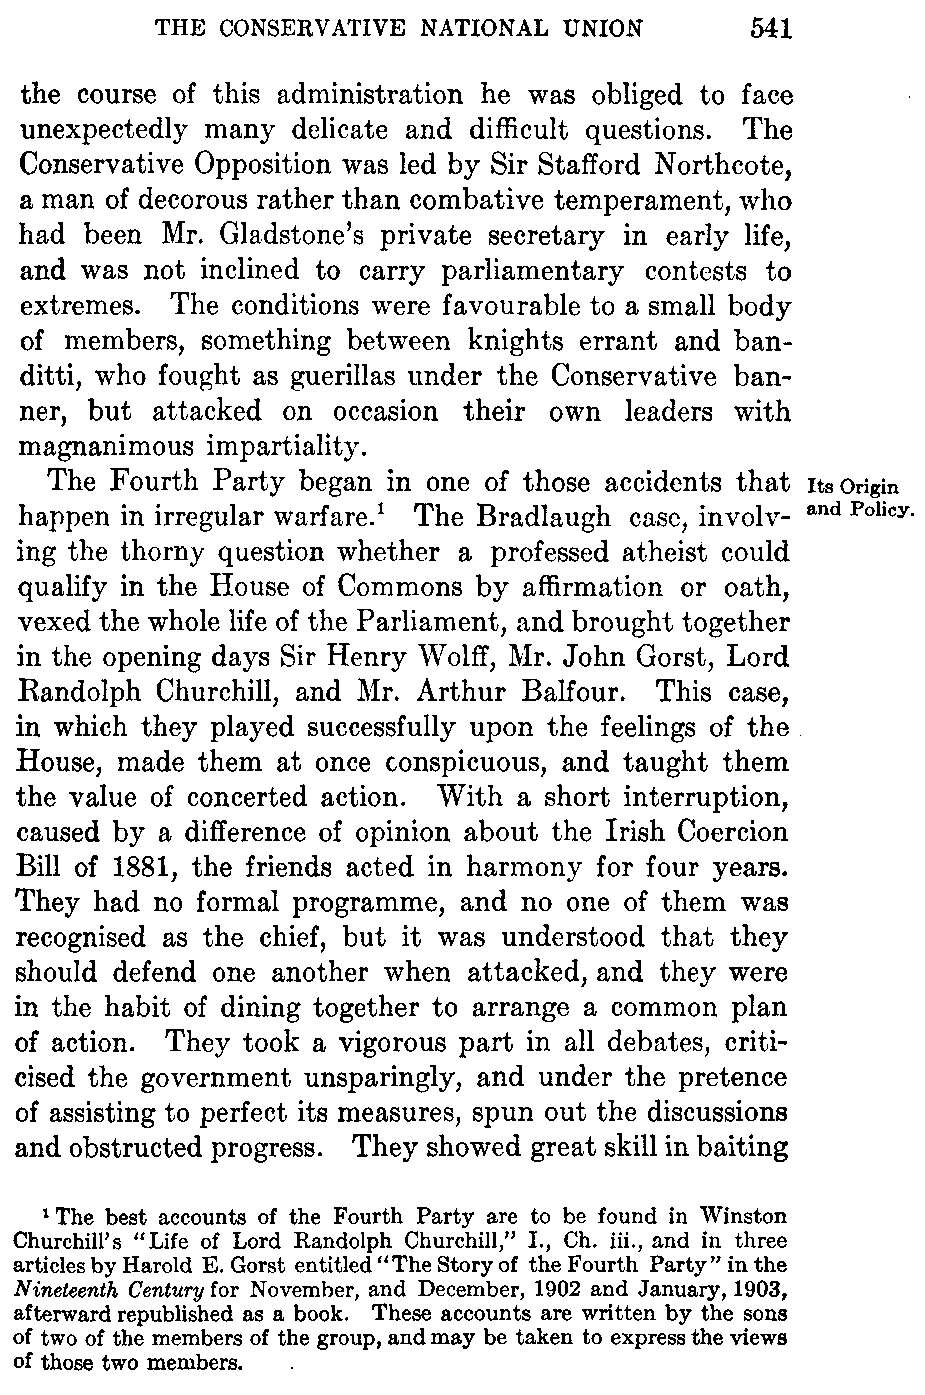 THE CONSERVATIVE NATIONAL UNION 541
the course of this administration he was obliged to face
unexpectedly many delicate and difficult questions. The
Conservative Opposition was led by Sir Stafford Northcote,
a man of decorous rather than combative temperament, who
had been Mr. Gladstone's private secretary in early life,
and was not inclined to carry parliamentary contests to
extremes. The conditions were favourable to a small body
of members, something between knights errant and ban-
ditti, who fought as guerillas under the Conservative ban-
ner, but attacked on occasion their own leaders with
magnanimous impartiality.
The Fourth Party began in one of those accidents that
happen in irregular warfare.¹ The Bradlaugh case, involv-
Its Origin
and Policy.
ing the thorny question whether a professed atheist could
qualify in the House of Commons by affirmation or oath,
vexed the whole life of the Parliament, and brought together
in the opening days Sir Henry Wolff, Mr. John Gorst, Lord
Randolph Churchill, and Mr. Arthur Balfour. This case,
in which they played successfully upon the feelings of the
House, made them at once conspicuous, and taught them
the value of concerted action. With a short interruption,
caused by a difference of opinion about the Irish Coercion
Bill of 1881, the friends acted in harmony for four years.
They had no formal programme, and no one of them was
recognised as the chief, but it was understood that they
should defend one another when attacked, and they were
in the habit of dining together to arrange a common plan
of action. They took a vigorous part in all debates, criti-
cised the government unsparingly, and under the pretence
of assisting to perfect its measures, spun out the discussions
and obstructed progress. They showed great skill in baiting
¹ The best accounts of the Fourth Party are to be found in Winston
Churchill's "Life of Lord Randolph Churchill," I., Ch. iii., and in three
articles by Harold E. Gorst entitled "The Story of the Fourth Party" in the
Nineteenth Century for November, and December, 1902 and January, 1903,
afterward republished as a book. These accounts are written by the sons
of two of the members of the group, and may be taken to express the views
of those two members.